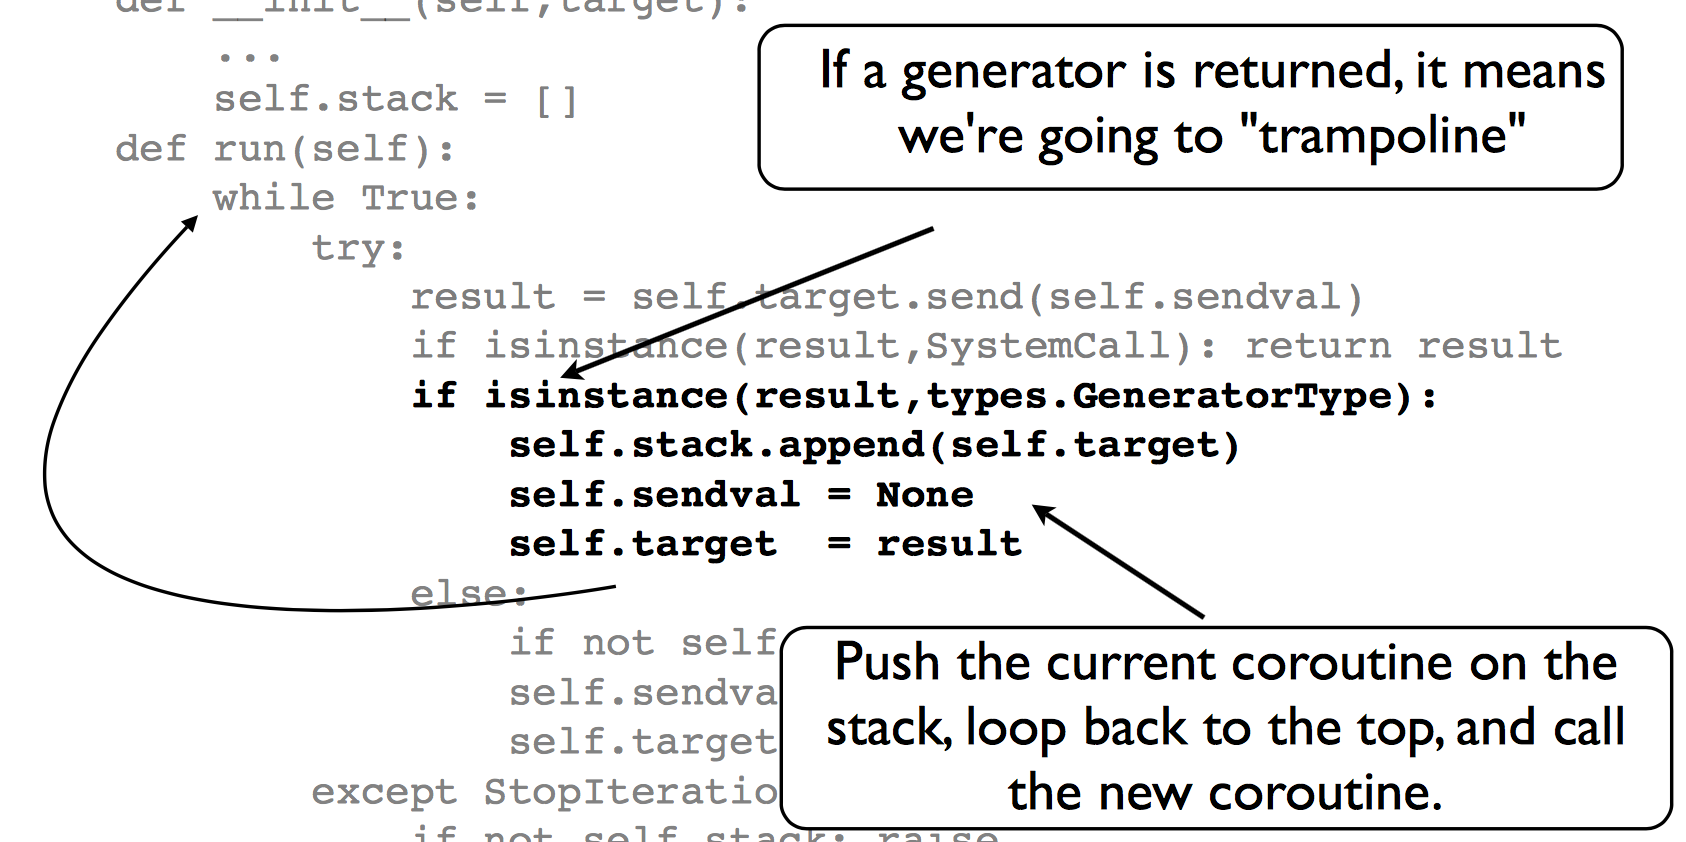 def __init__(self,target):
...
self.stack = []
def run(self):
while True:
try:
result = self.target.send(self.sendval)
if isinstance(result,SystemCall): return result
if isinstance(result,types.GeneratorType):
self.stack.append(self.target)
self.sendval = None
self.target  = result
else:
if not self
self.sendva
self.target
except StopIteratio
if not self.stack: raise
If a generator is returned, it means
we're going to "trampoline"
Push the current coroutine on the
stack, loop back to the top, and call
the new coroutine.